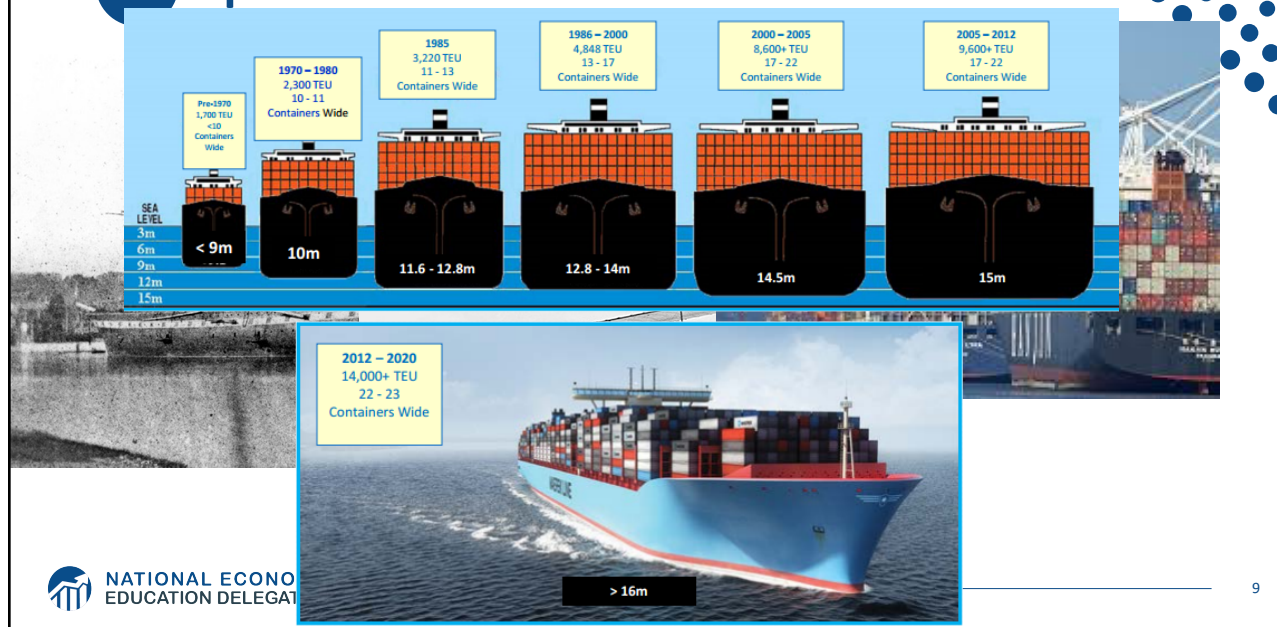 Pre-1970
1,700 TEU
<10
Containers
Wide
1970 – 1980
2,300 TEU
10 - 11
Containers Wide
1985
3,220 TEU
11 - 13
Containers Wide
1986 – 2000
4,848 TEU
13 - 17
Containers Wide
2000 – 2005
8,600+ TEU
17 - 22
Containers Wide
2005 – 2012
9,600+ TEU
17 - 22
Containers Wide
SEA
LEVEL
3m
6m
9m
12m
15m
< 9m
10m
11.6 - 12.8m
12.8 - 14m
14.5m
15m
2012 – 2020
14,000+ TEU
22 - 23
Containers Wide
> 16m
NATIONAL ECONO
EDUCATION DELEGAT
9